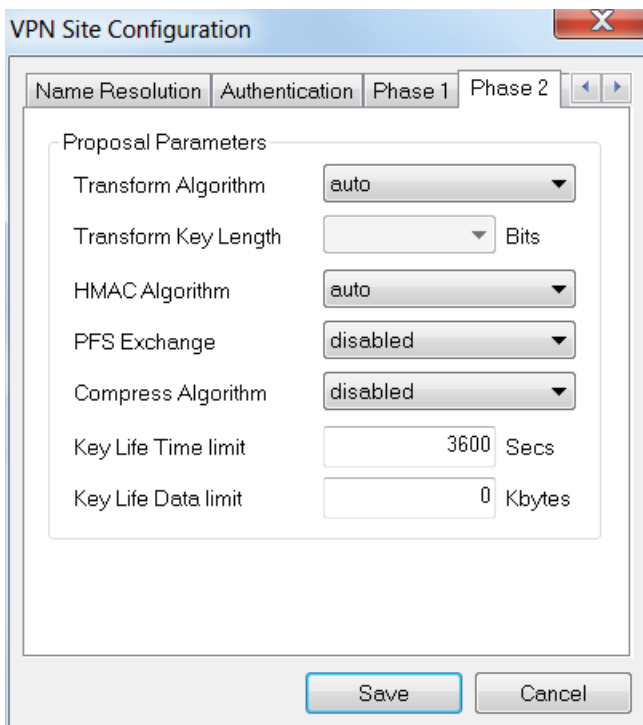 VPN Site Configuration
X
Name Resolution Authentication Phase 1 Phase 2
Proposal Parameters
Transform Algorithm auto
Transform Key Length Bits
HMAC Algorithm auto
PFS Exchange disabled
Compress Algorithm disabled
Key Life Time limit 3600 Secs
Key Life Data limit 0 Kbytes
Save Cancel